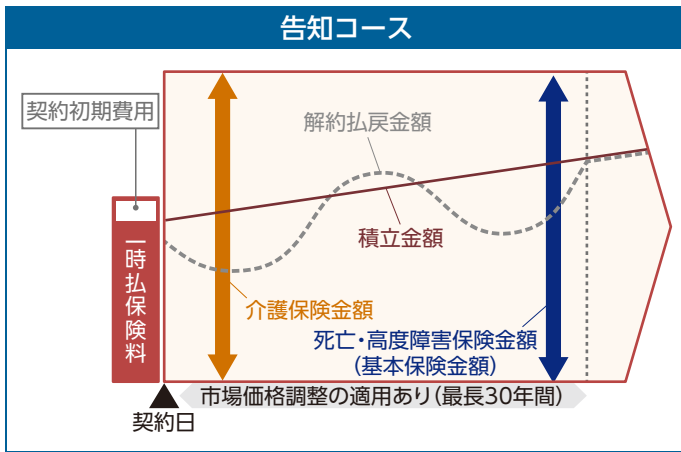 告知コース
契約初期費用
解約払戻金額
積立金額
一時払保険料
介護保険金額
死亡・高度障害保険金額
(基本保険金額)
市場価格調整の適用あり(最長30年間)
契約日